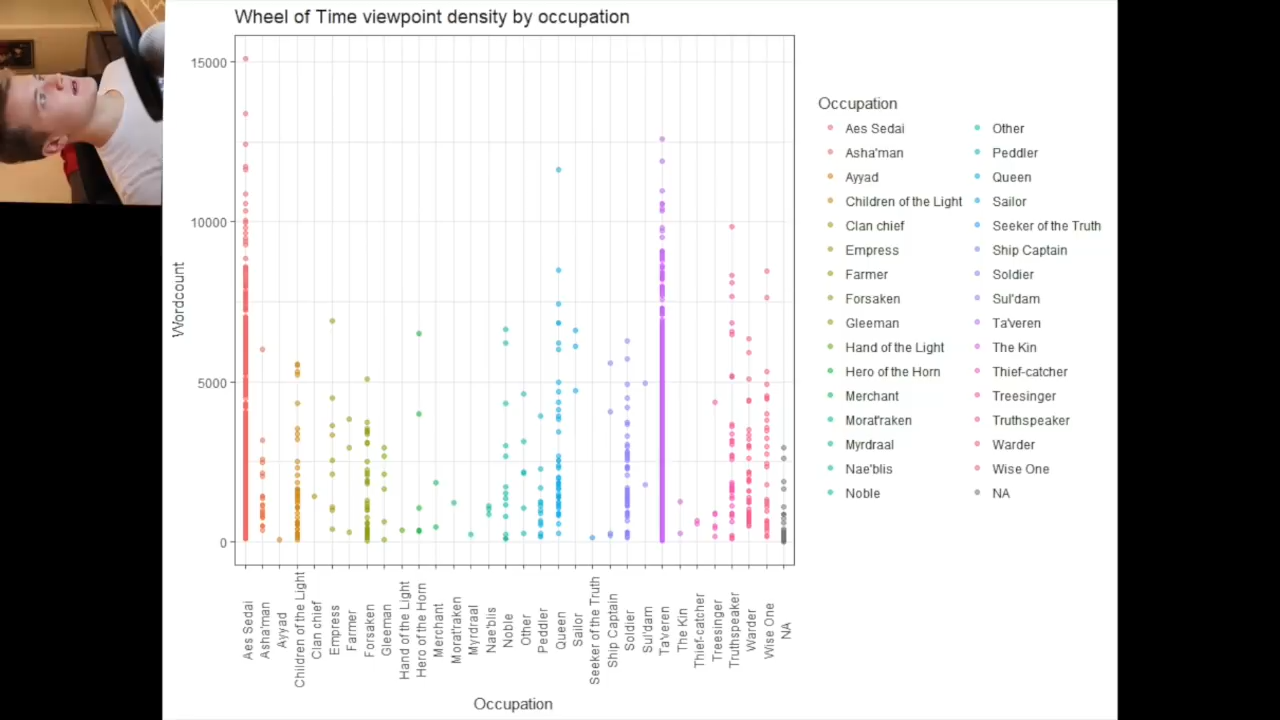 Wheel of Time viewpoint density by occupation
15000
10000
5000
0
Wordcount
Aes Sedai
Asha'man
Ayyad
Children of the Light
Clan chief
Empress
Farmer
Forsaken
Gleeman
Hand of the Light
Hero of the Horn
Merchant
Morat'raken
Myrdraal
Nae'blis
Noble
Other
Peddler
Queen
Sailor
Seeker of the Truth
Ship Captain
Soldier
Sul'dam
Ta'veren
The Kin
Thief-catcher
Treesinger
Truthspeaker
Warder
Wise One
NA
Occupation
Occupation
Aes Sedai
Asha'man
Ayyad
Children of the Light
Clan chief
Empress
Farmer
Forsaken
Gleeman
Hand of the Light
Hero of the Horn
Merchant
Morat'raken
Myrdraal
Nae'blis
Noble
Other
Peddler
Queen
Sailor
Seeker of the Truth
Ship Captain
Soldier
Sul'dam
Ta'veren
The Kin
Thief-catcher
Treesinger
Truthspeaker
Warder
Wise One
NA